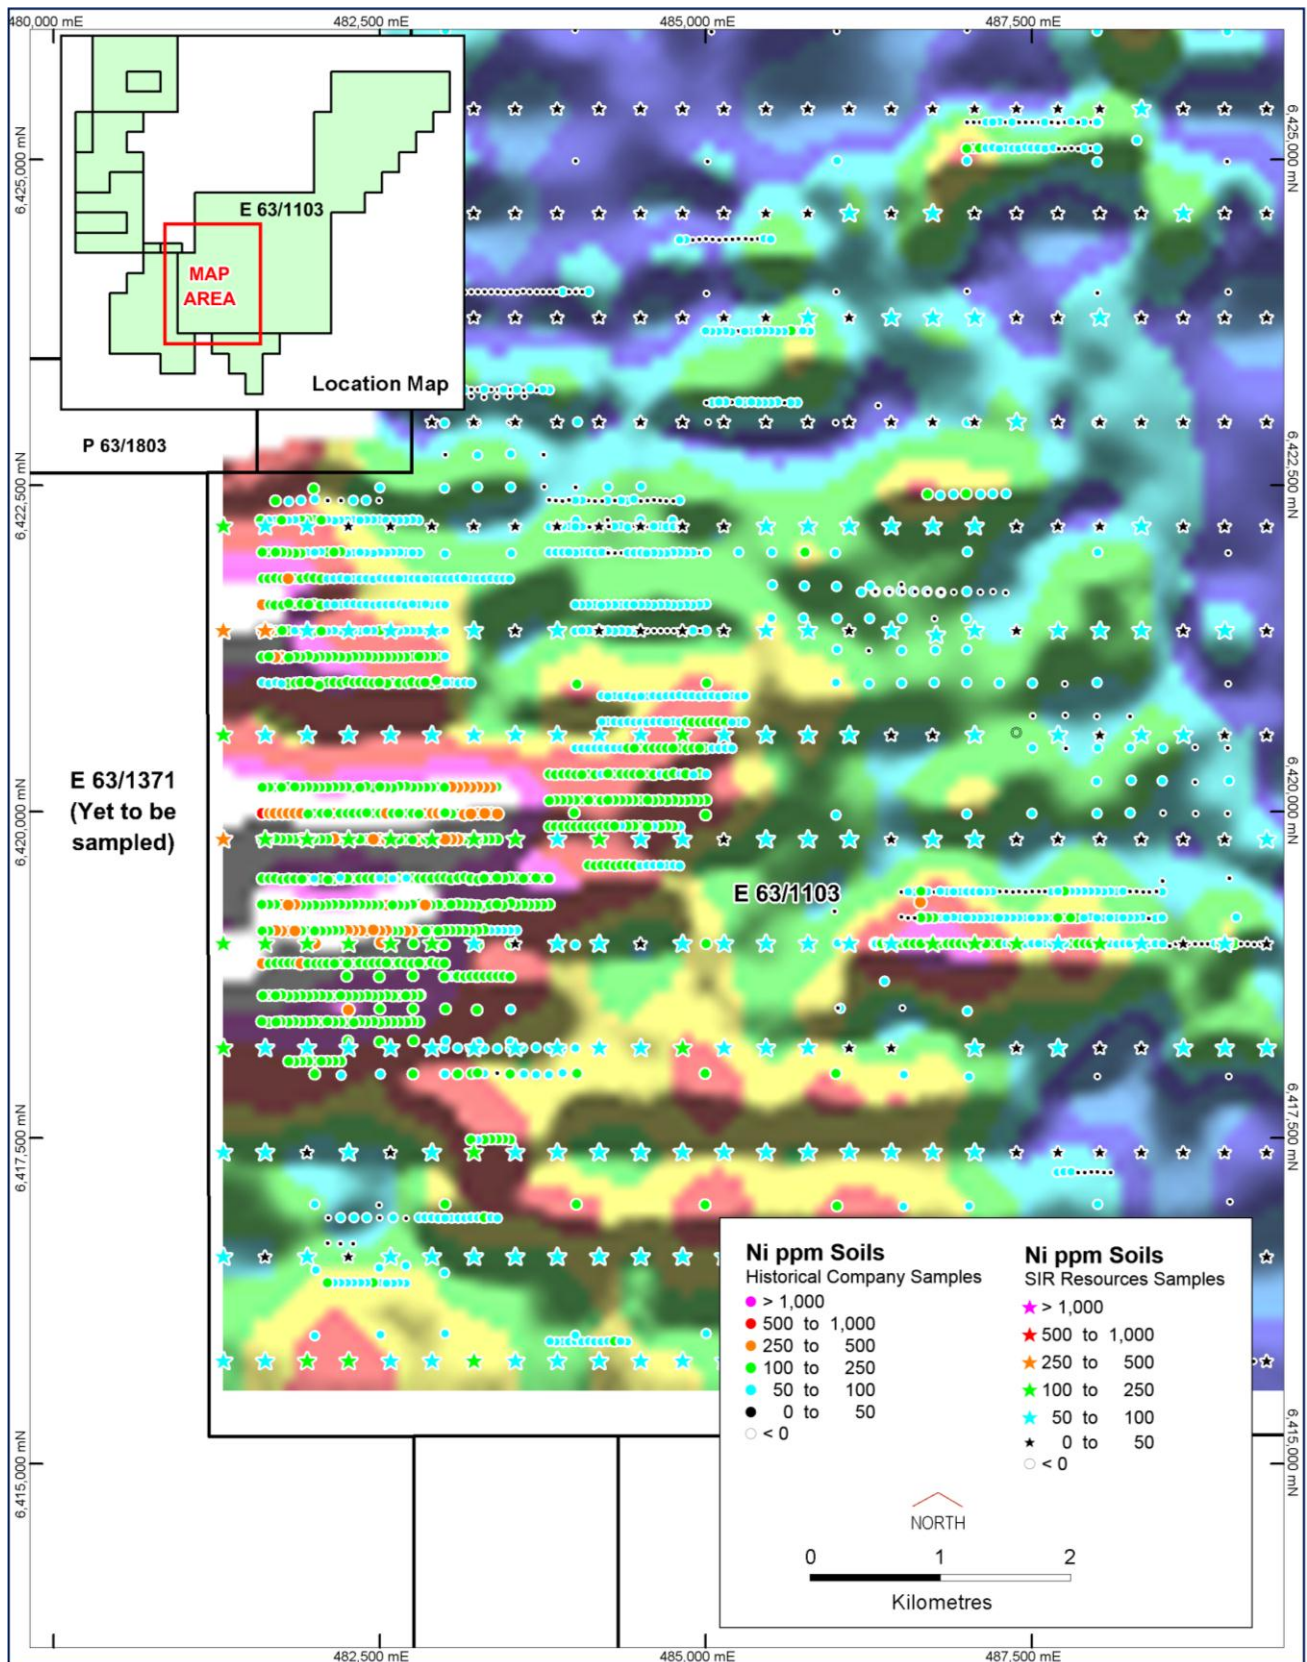 480,000 mE
482,500 mE
485,000 mE
487,500 mE
6,425,000 mN
6,425,000 mN
E 63/1103
MAP
AREA
Location Map
P 63/1803
6,422,500 mN
6,422,500 mN
E 63/1371
(Yet to be
sampled)
6,420,000 mN
6,420,000 mN
E 63/1103
6,417,500 mN
6,417,500 mN
Ni ppm Soils
Historical Company Samples
> 1,000
500 to 1,000
250 to 500
100 to 250
50 to 100
0 to 50
< 0
Ni ppm Soils
SIR Resources Samples
> 1,000
500 to 1,000
250 to 500
100 to 250
50 to 100
0 to 50
< 0
NORTH
0 1 2
Kilometres
6,415,000 mN
6,415,000 mN
482,500 mE
485,000 mE
487,500 mE